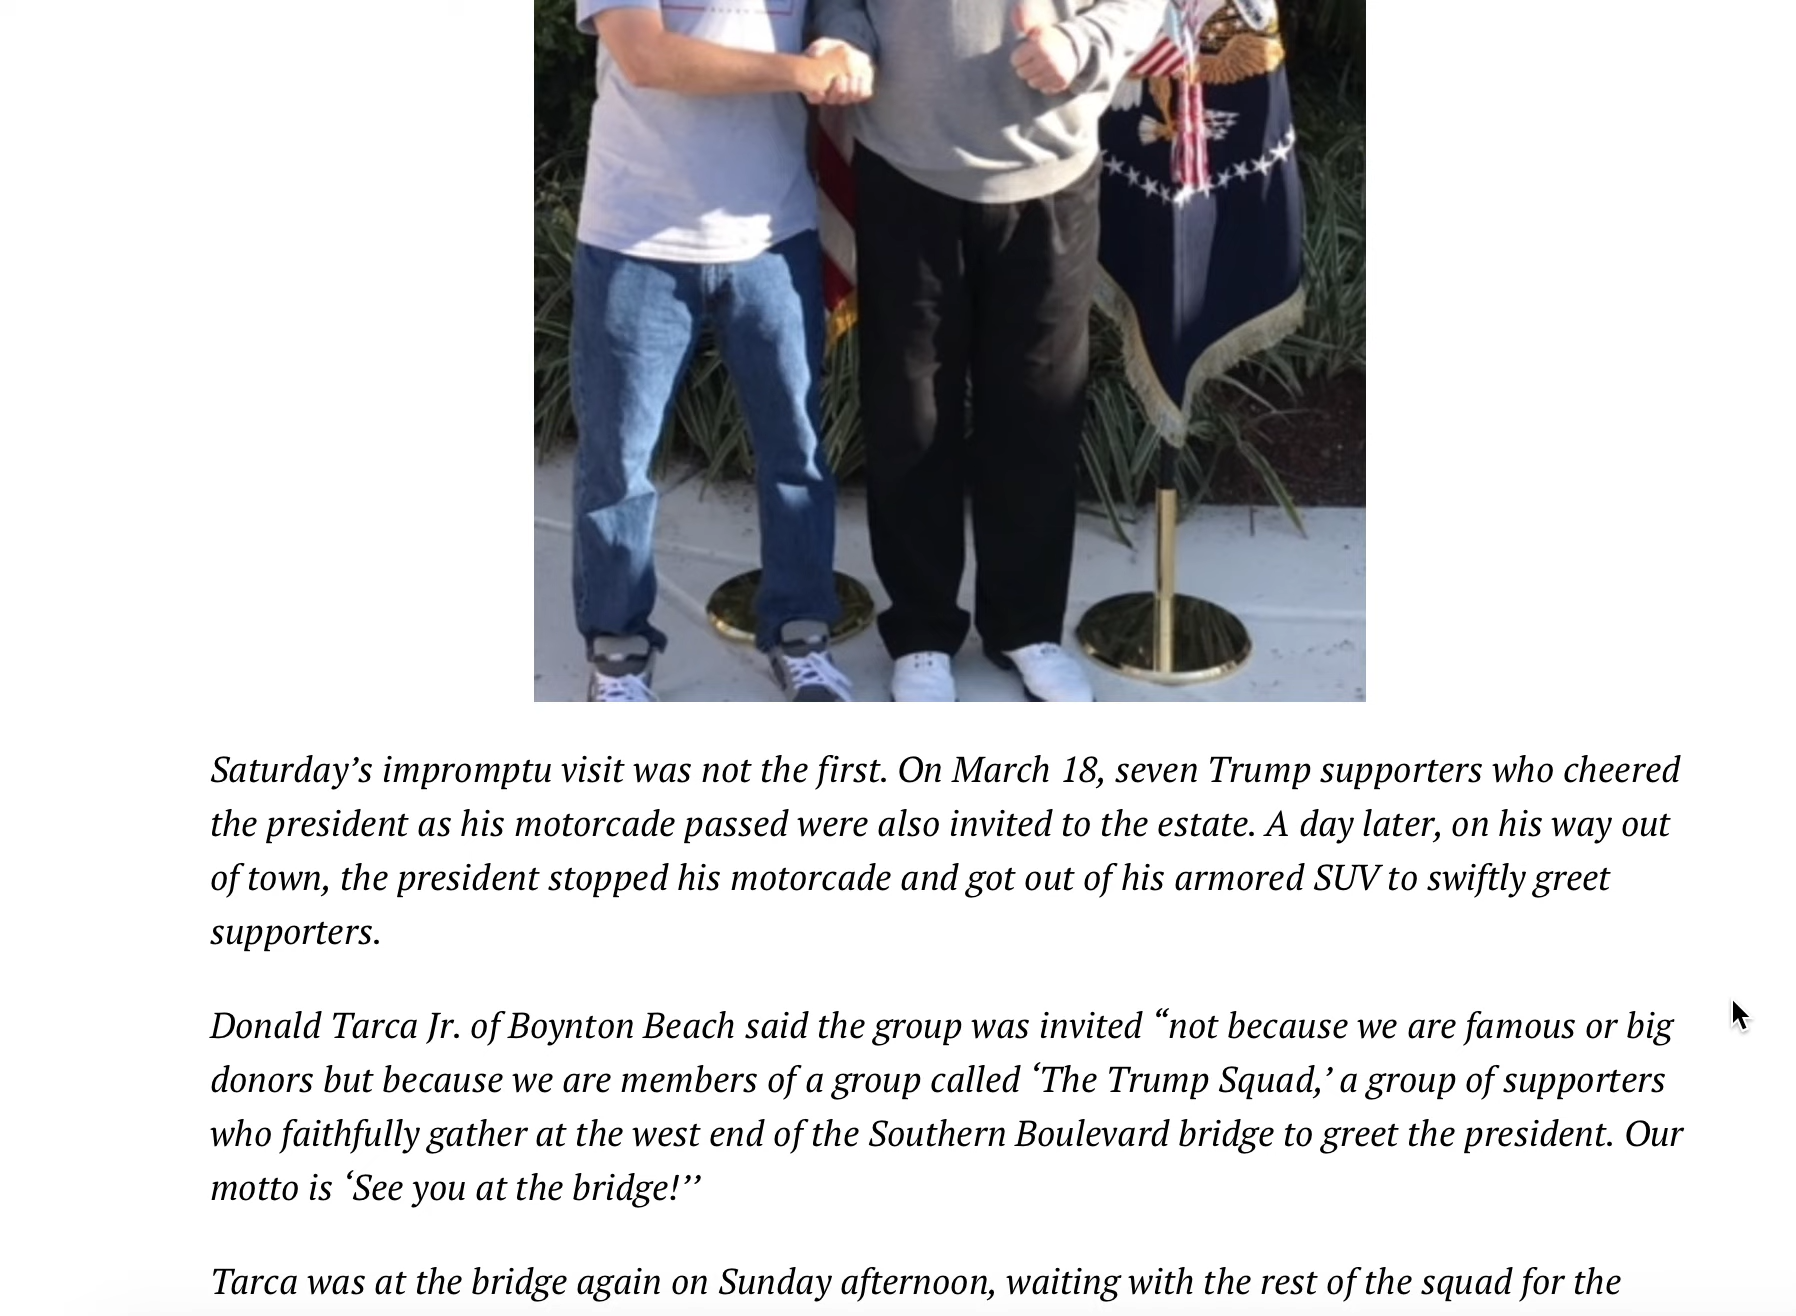 Saturday’s impromptu visit was not the first. On March 18, seven Trump supporters who cheered
the president as his motorcade passed were also invited to the estate. A day later, on his way out
of town, the president stopped his motorcade and got out of his armored SUV to swiftly greet
supporters.
Donald Tarca Jr. of Boynton Beach said the group was invited “not because we are famous or big
donors but because we are members of a group called ‘The Trump Squad,’ a group of supporters
who faithfully gather at the west end of the Southern Boulevard bridge to greet the president. Our
motto is ‘See you at the bridge!’’
Tarca was at the bridge again on Sunday afternoon, waiting with the rest of the squad for the